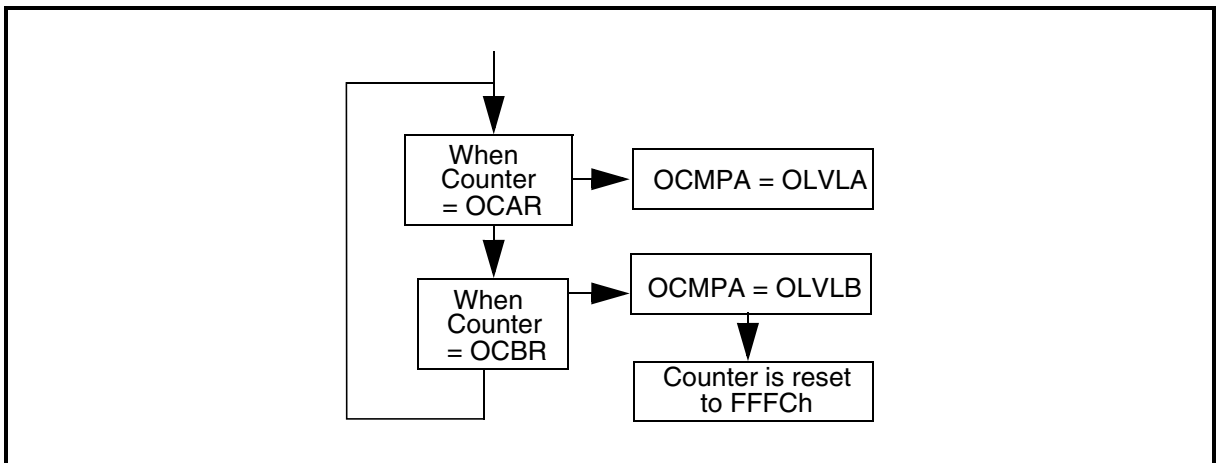 When
Counter
= OCAR
OCMPA = OLVLA
When
Counter
= OCBR
OCMPA = OLVLB
Counter is reset
to FFFCh